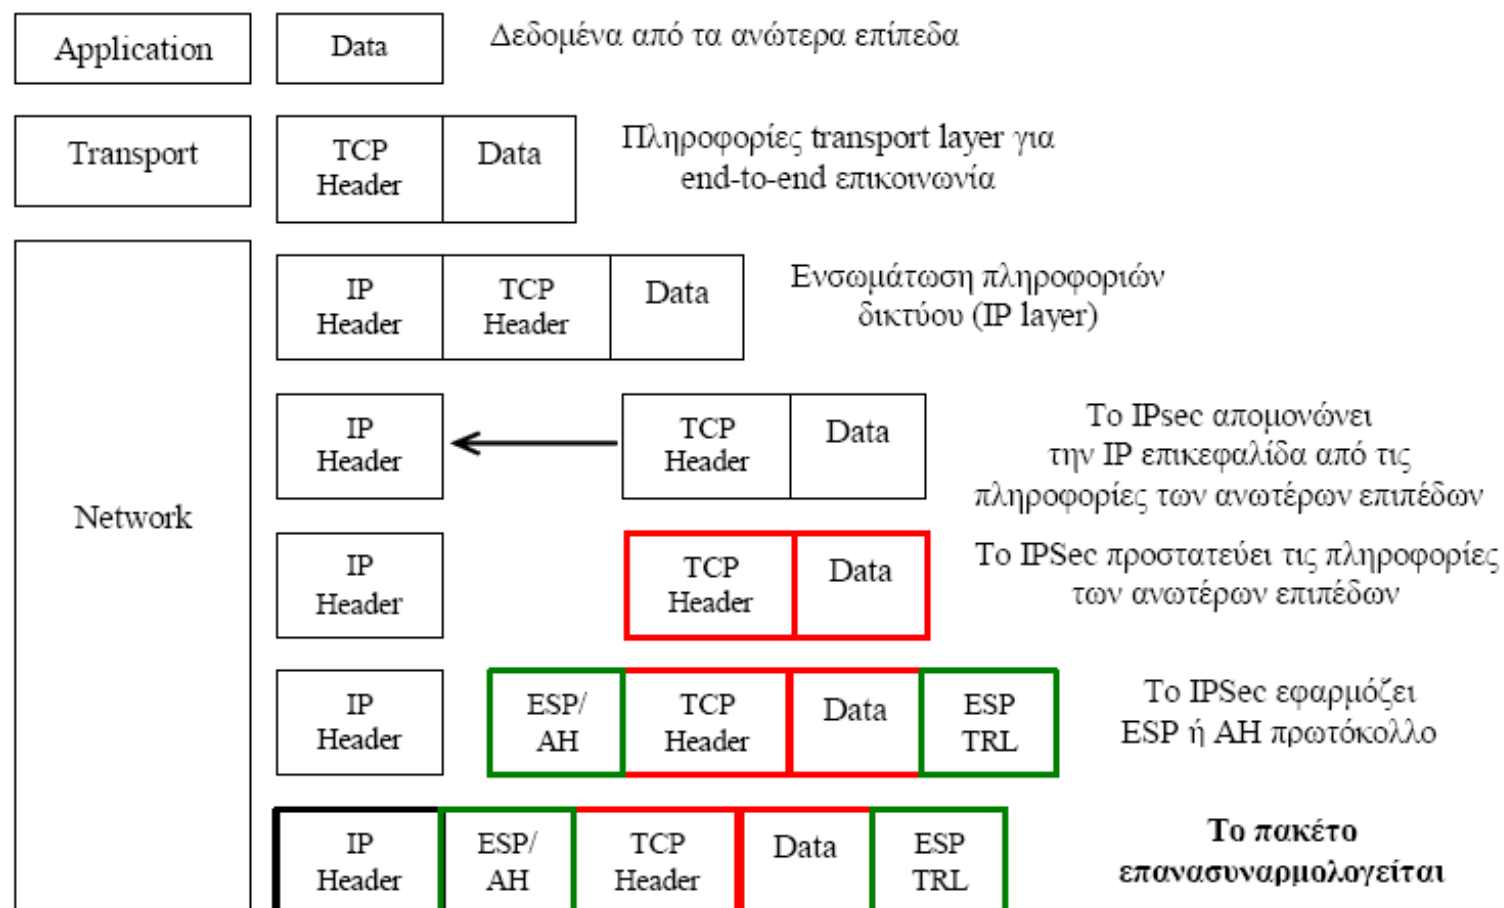 Application
Data
Δεδομένα από τα ανώτερα επίπεδα
Transport
TCP
Header
Data
Πληροφορίες transport layer για
end-to-end επικοινωνία
Network
IP
Header
TCP
Header
Data
Ενσωμάτωση πληροφοριών
δικτύου (IP layer)
IP
Header
TCP
Header
Data
Το IPsec απομονώνει
την IP επικεφαλίδα από τις
πληροφορίες των ανωτέρων επιπέδων
IP
Header
TCP
Header
Data
Το IPSec προστατεύει τις πληροφορίες
των ανωτέρων επιπέδων
IP
Header
ESP/
AH
TCP
Header
Data
ESP
TRL
Το IPSec εφαρμόζει
ESP ή AH πρωτόκολλο
IP
Header
ESP/
AH
TCP
Header
Data
ESP
TRL
Το πακέτο
επανασυναρμολογείται